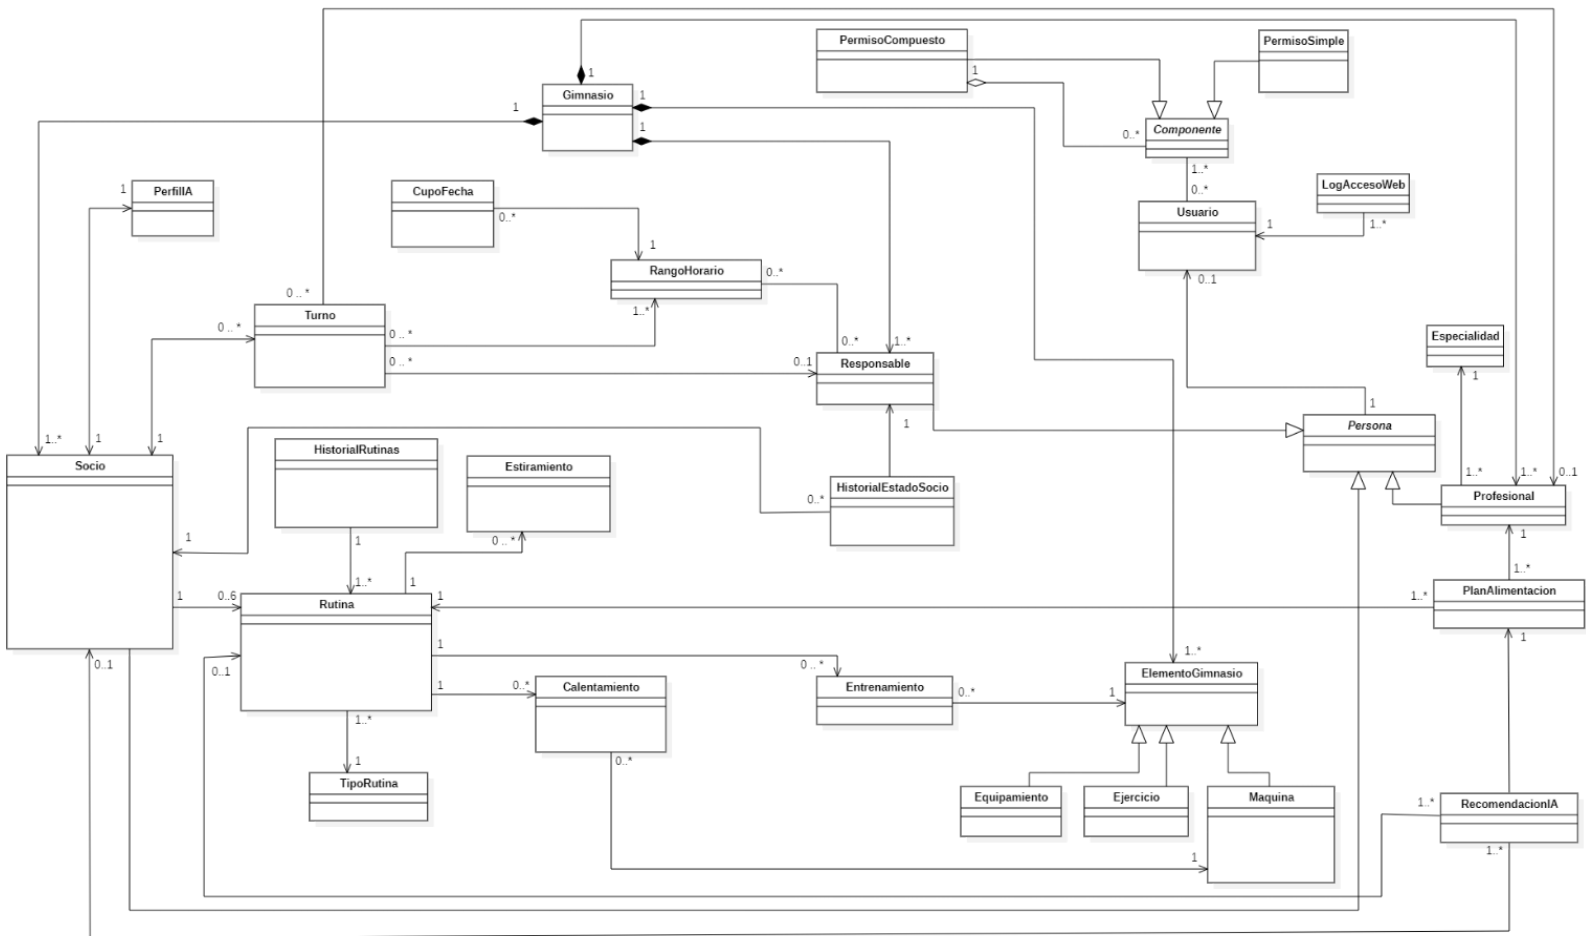 PermisoCompuesto
PermisoSimple
1
1
Gimnasio
1
1
1
Componente
0..*
1..*
0..*
PerfilIA
1
CupoFecha
0..*
LogAccesoWeb
1..*
Usuario
1
0..1
1
RangoHorario
0..*
1..*
0 .. *
Turno
0 .. *
0 .. *
0 .. *
0..*
1..*
0..1
Responsable
1
Especialidad
1
1
Persona
1..*
1
1
Socio
HistorialRutinas
Estiramiento
0 .. *
HistorialEstadoSocio
0..*
1..*
1..*
0..1
Profesional
1
1
1
1..*
1
1..*
PlanAlimentacion
1
0..6
Rutina
1
1..*
1
0..1
0..1
1
0 .. *
1
0..*
Calentamiento
0..*
Entrenamiento
0..*
1
1..*
ElementoGimnasio
1..*
1
TipoRutina
Equipamiento
Ejercicio
Maquina
1
1..*
RecomendacionIA
1..*